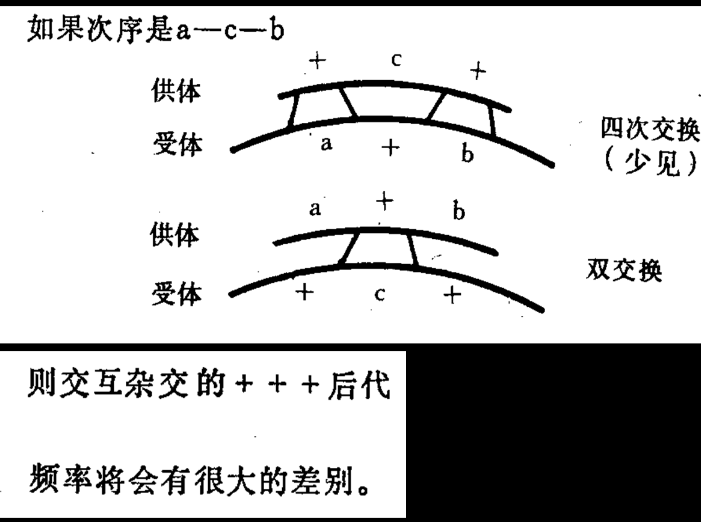 如果次序是a—c—b
+ c +
供体
受体
a + b
四次交换
(少见)
a + b
供体
受体
+ c +
双交换
则交互杂交的+++后代
频率将会有很大的差别。